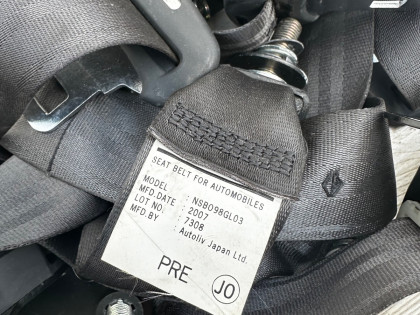 SEAT BELT FOR AUTOMOBILES
MODEL : NSB098GL03
MFD.DATE : 2007
LOT NO. : 7308
MFD.BY : Autoliv Japan Ltd.
PRE JO